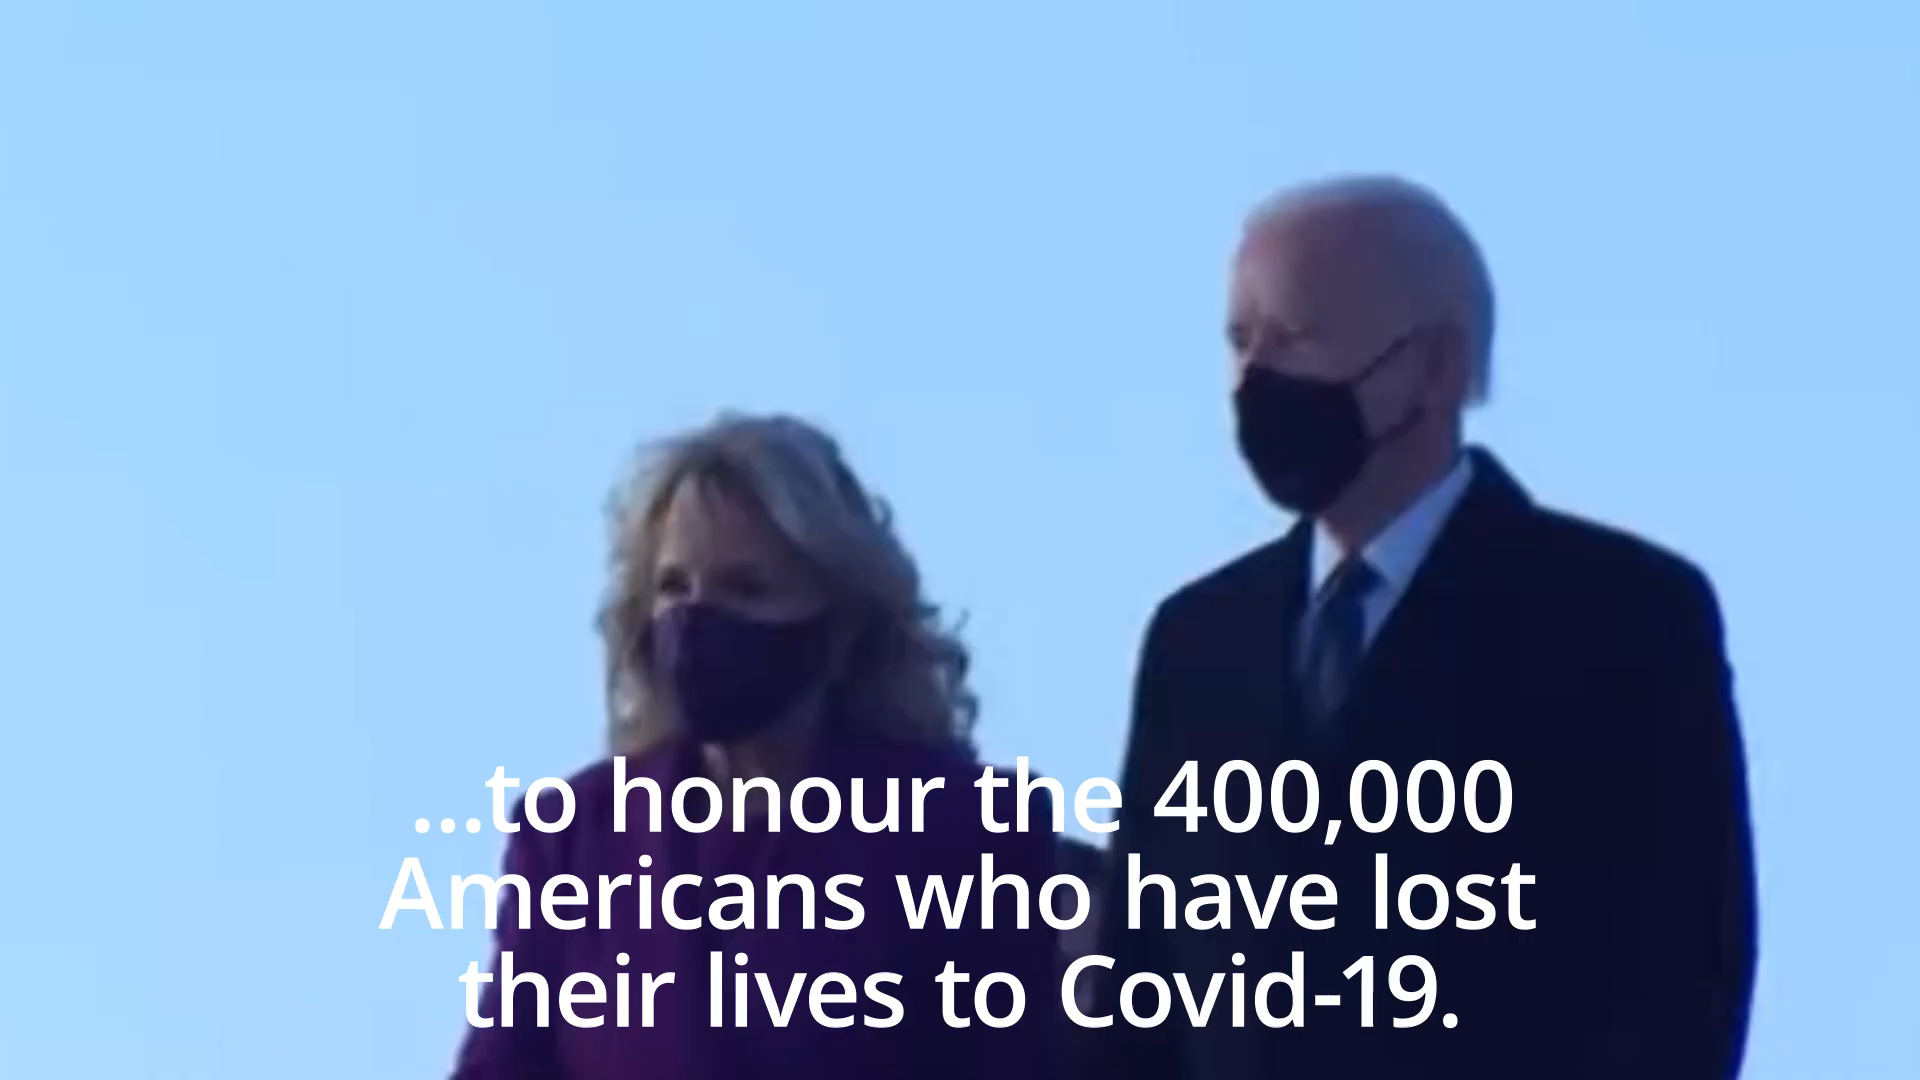 ...to honour the 400,000
Americans who have lost
their lives to Covid-19.